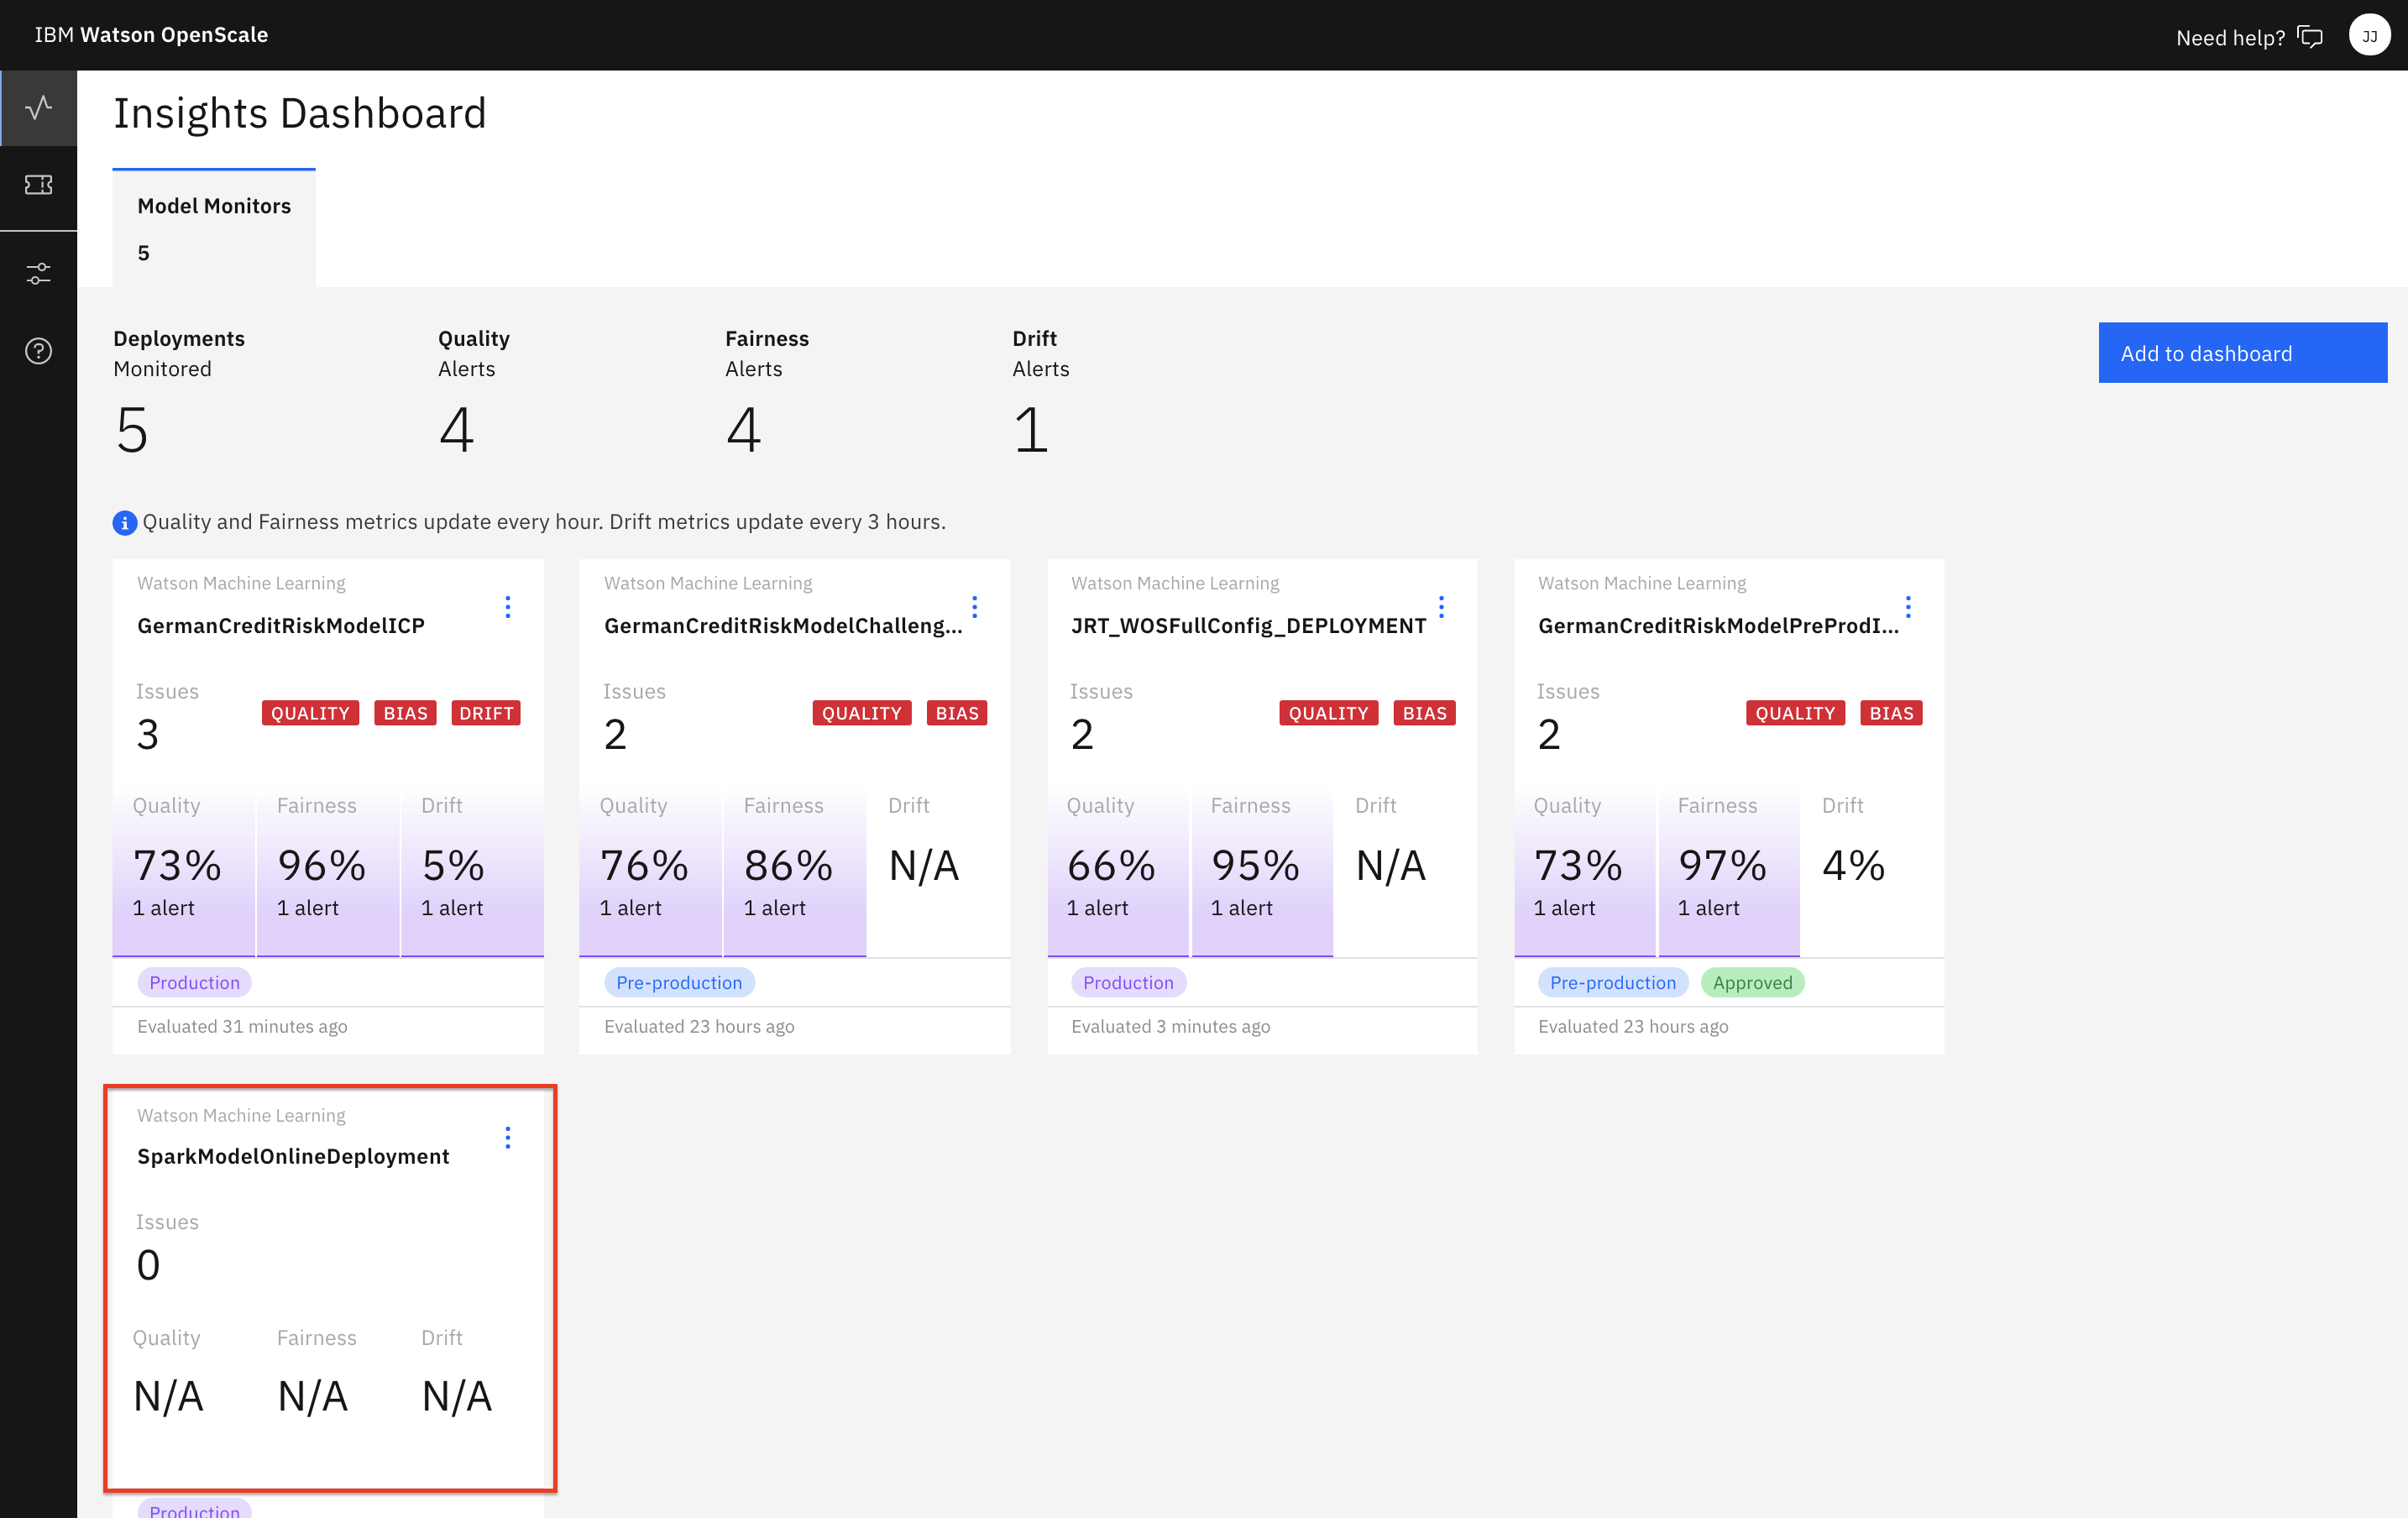 IBM Watson OpenScale
Need help?
JJ
Insights Dashboard
Model Monitors
5
Deployments
Monitored
5
Quality
Alerts
4
Fairness
Alerts
4
Drift
Alerts
1
Add to dashboard
Quality and Fairness metrics update every hour. Drift metrics update every 3 hours.
Watson Machine Learning
GermanCreditRiskModelICP
Issues
3
QUALITY BIAS DRIFT
Quality Fairness Drift
73% 96% 5%
1 alert 1 alert 1 alert
Production
Evaluated 31 minutes ago
Watson Machine Learning
GermanCreditRiskModelChalleng...
Issues
2
QUALITY BIAS
Quality Fairness Drift
76% 86% N/A
1 alert 1 alert
Pre-production
Evaluated 23 hours ago
Watson Machine Learning
JRT_WOSFullConfig_DEPLOYMENT
Issues
2
QUALITY BIAS
Quality Fairness Drift
66% 95% N/A
1 alert 1 alert
Production
Evaluated 3 minutes ago
Watson Machine Learning
GermanCreditRiskModelPreProdI...
Issues
2
QUALITY BIAS
Quality Fairness Drift
73% 97% 4%
1 alert 1 alert
Pre-production Approved
Evaluated 23 hours ago
Watson Machine Learning
SparkModelOnlineDeployment
Issues
0
Quality Fairness Drift
N/A N/A N/A
Production